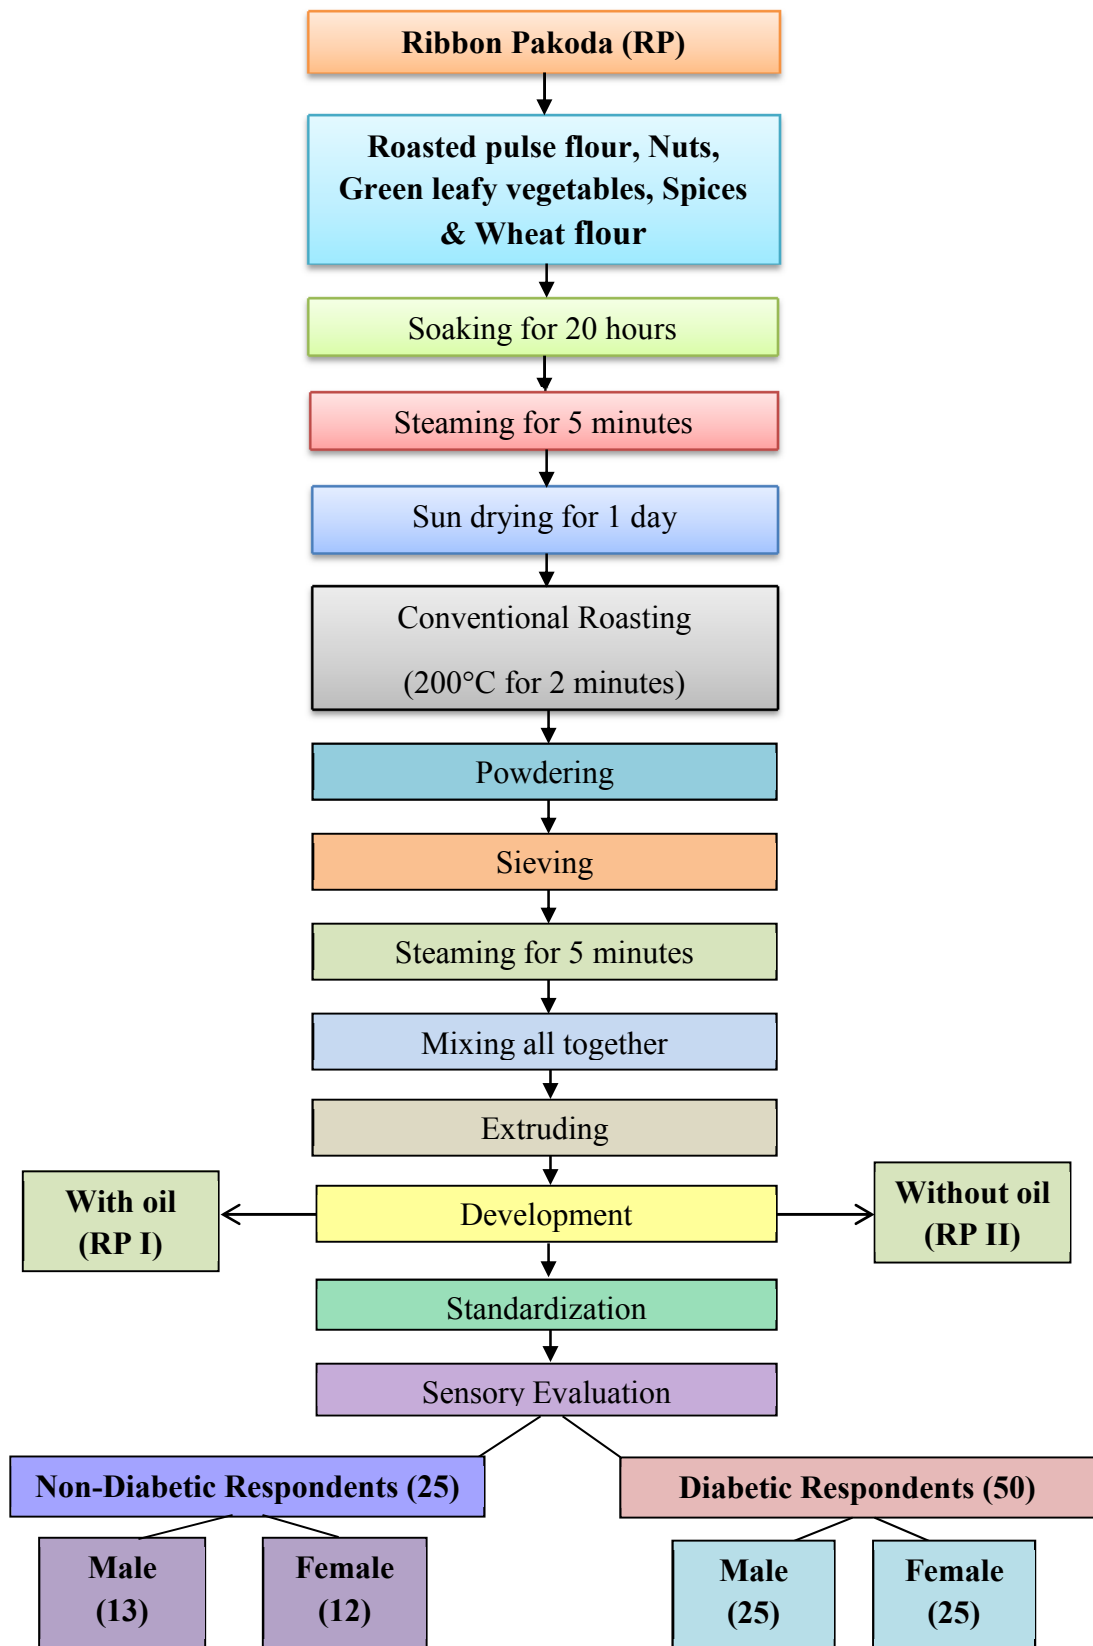 Ribbon Pakoda (RP)
Roasted pulse flour, Nuts,
Green leafy vegetables, Spices
& Wheat flour
Soaking for 20 hours
Steaming for 5 minutes
Sun drying for 1 day
Conventional Roasting
(200°C for 2 minutes)
Powdering
Sieving
Steaming for 5 minutes
Mixing all together
Extruding
With oil
(RP I)
Development
Without oil
(RP II)
Standardization
Sensory Evaluation
Non-Diabetic Respondents (25)
Diabetic Respondents (50)
Male
(13)
Female
(12)
Male
(25)
Female
(25)